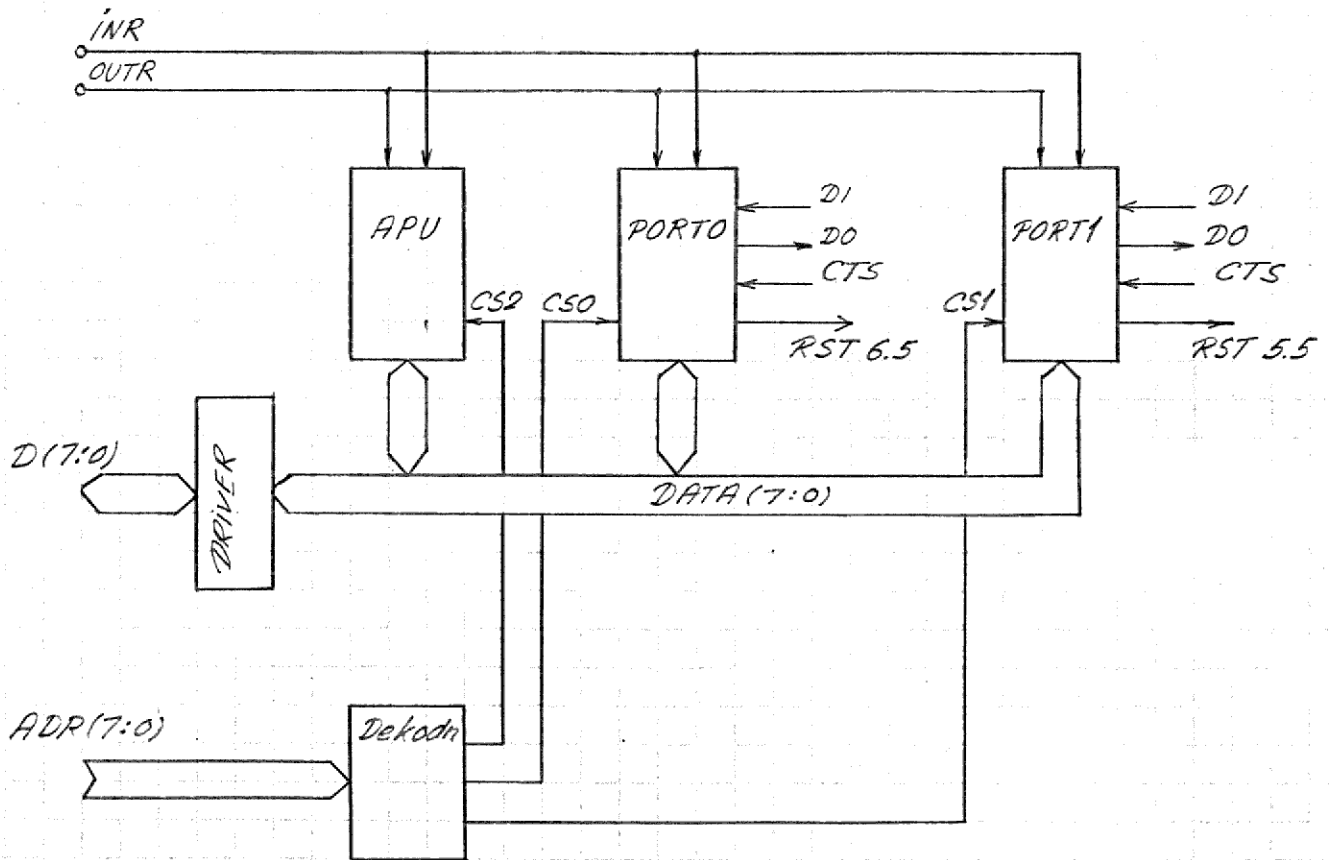 INR
OUTR
APU
PORT0
PORT1
DI
DO
CTS
RST 6.5
DI
DO
CTS
RST 5.5
CS2
CS0
CS1
D(7:0)
DRIVER
DATA(7:0)
ADR(7:0)
Dekodn